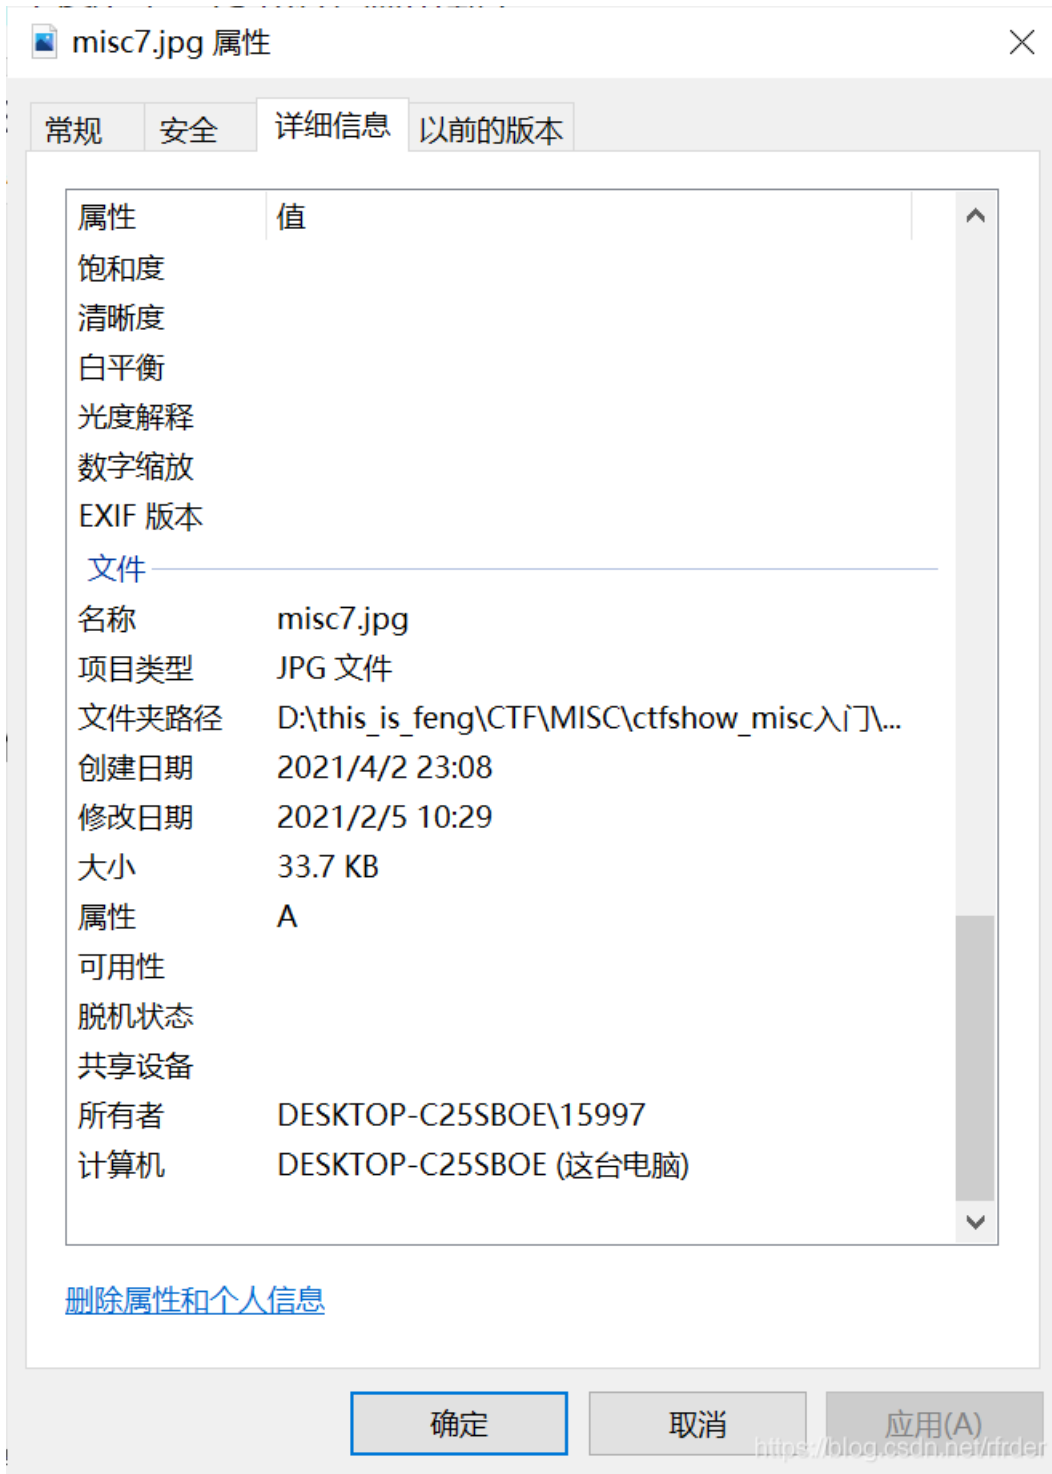 misc7.jpg 属性
常规 安全 详细信息 以前的版本
属性 值
饱和度
清晰度
白平衡
光度解释
数字缩放
EXIF 版本
文件
名称 misc7.jpg
项目类型 JPG 文件
文件夹路径 D:\this_is_feng\CTF\MISC\ctfshow_misc入门\...
创建日期 2021/4/2 23:08
修改日期 2021/2/5 10:29
大小 33.7 KB
属性 A
可用性
脱机状态
共享设备
所有者 DESKTOP-C25SBOE\15997
计算机 DESKTOP-C25SBOE (这台电脑)
删除属性和个人信息
确定 取消 应用(A)
https://blog.csdn.net/rfrder